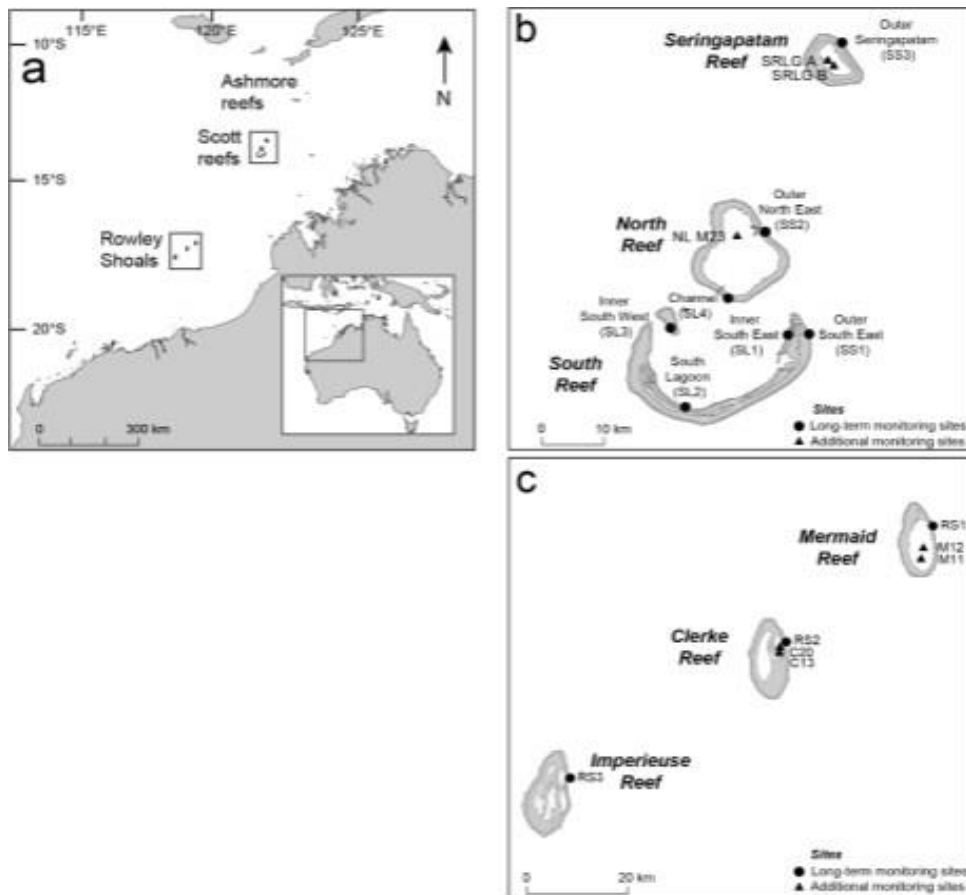 115°E 120°E 125°E
10°S
a
N
Ashmore
reefs
Scott
reefs
15°S
Rowley
Shoals
20°S
0 300 km
b
Outer
Seringapatam
(SS3)
Seringapatam
Reef
SRLG A
SRLG B
Outer
North East
(SS2)
North
Reef
NL M23
Inner
South West
(SL3)
Channel
(SL4)
Inner
South East
(SL1)
Outer
South East
(SS1)
South
Reef
South
Lagoon
(SL2)
Sites
Long-term monitoring sites
Additional monitoring sites
0 10 km
c
RS1
Mermaid
Reef
M12
M11
Clerke
Reef
RS2
C20
C13
Imperieuse
Reef
RS3
Sites
Long-term monitoring sites
Additional monitoring sites
0 20 km